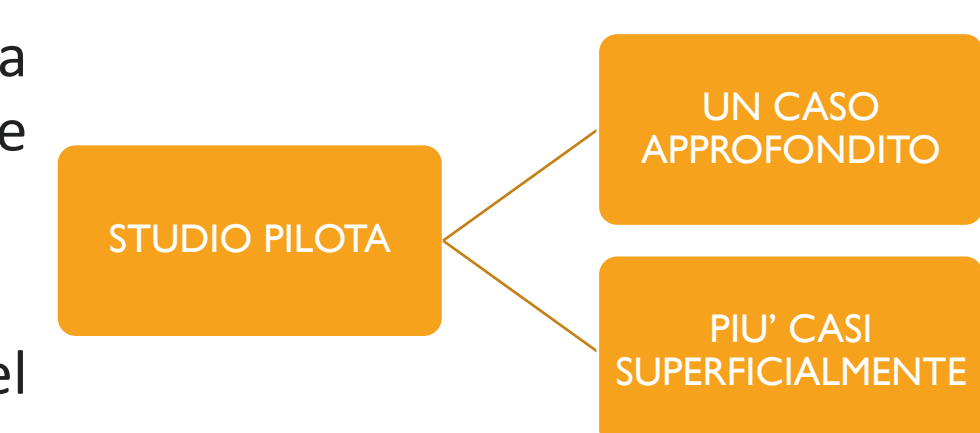 a
e
STUDIO PILOTA
el
UN CASO
APPROFONDITO
PIU’ CASI
SUPERFICIALMENTE